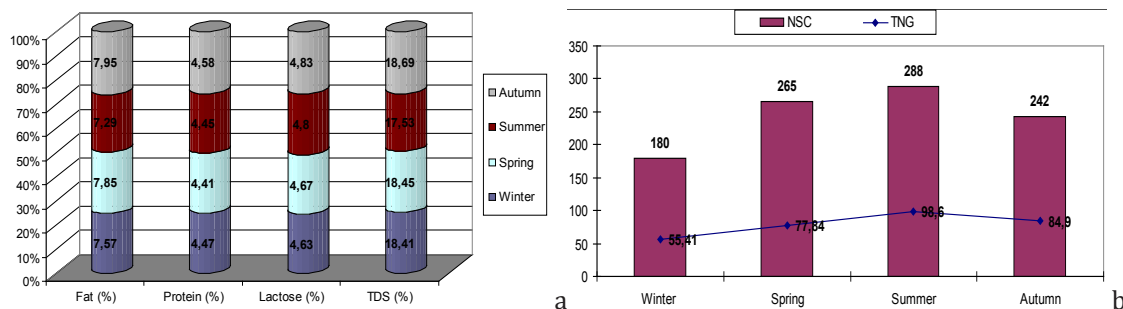 100%
90%
80%
70%
60%
50%
40%
30%
20%
10%
0%
7,95 4,58 4,83 18,69
7,29 4,45 4,8 17,53
7,85 4,41 4,67 18,45
7,57 4,47 4,63 18,41
Fat (%) Protein (%) Lactose (%) TDS (%)
Autumn
Summer
Spring
Winter
a
NSC TNG
350
300
250
200
150
100
50
0
180 265 288 242
55,41 77,84 98,6 84,9
Winter Spring Summer Autumn
b